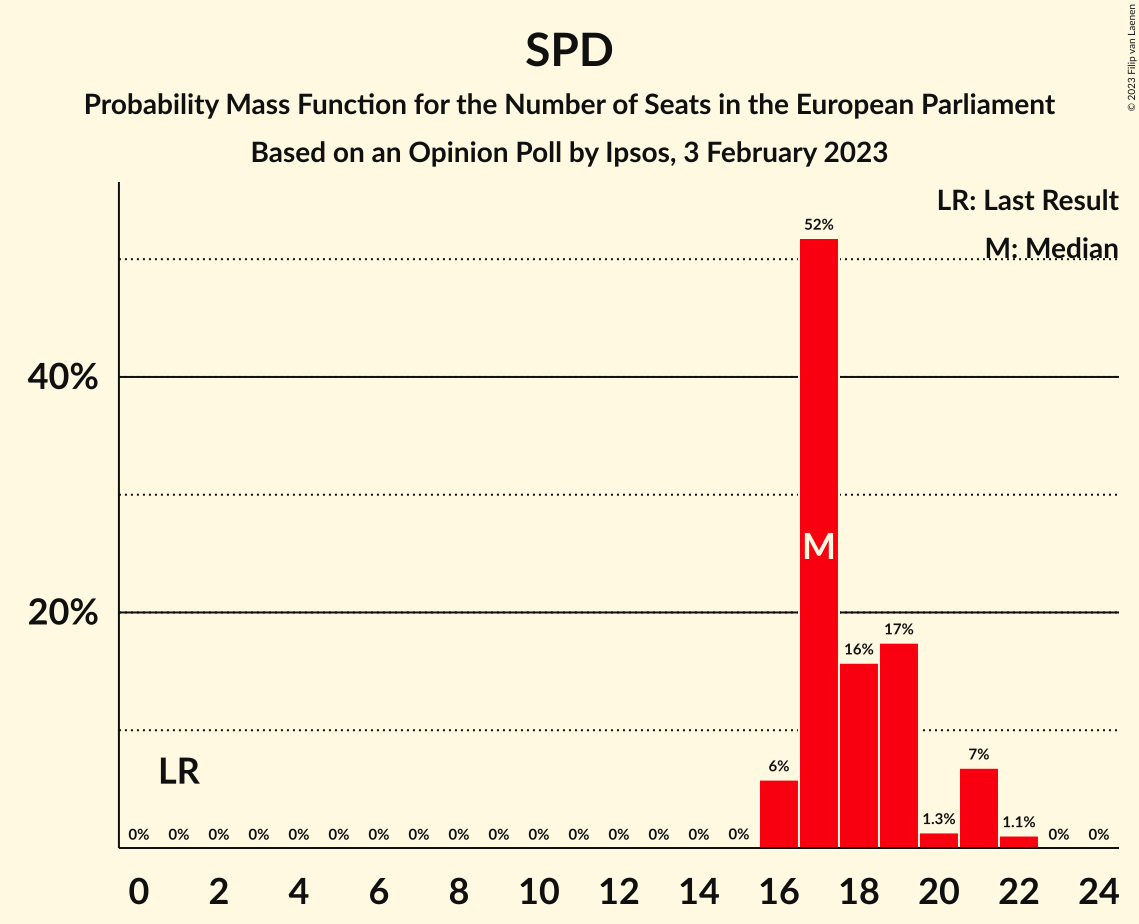 SPD
Probability Mass Function for the Number of Seats in the European Parliament
Based on an Opinion Poll by Ipsos, 3 February 2023
© 2023 Filip van Laenen
LR: Last Result
M: Median
52%
40%
M
20%
17%
16%
LR
6%
7%
1.3%
1.1%
0% 0% 0% 0% 0% 0% 0% 0% 0% 0% 0% 0% 0% 0% 0% 0% 0% 0%
0 2 4 6 8 10 12 14 16 18 20 22 24